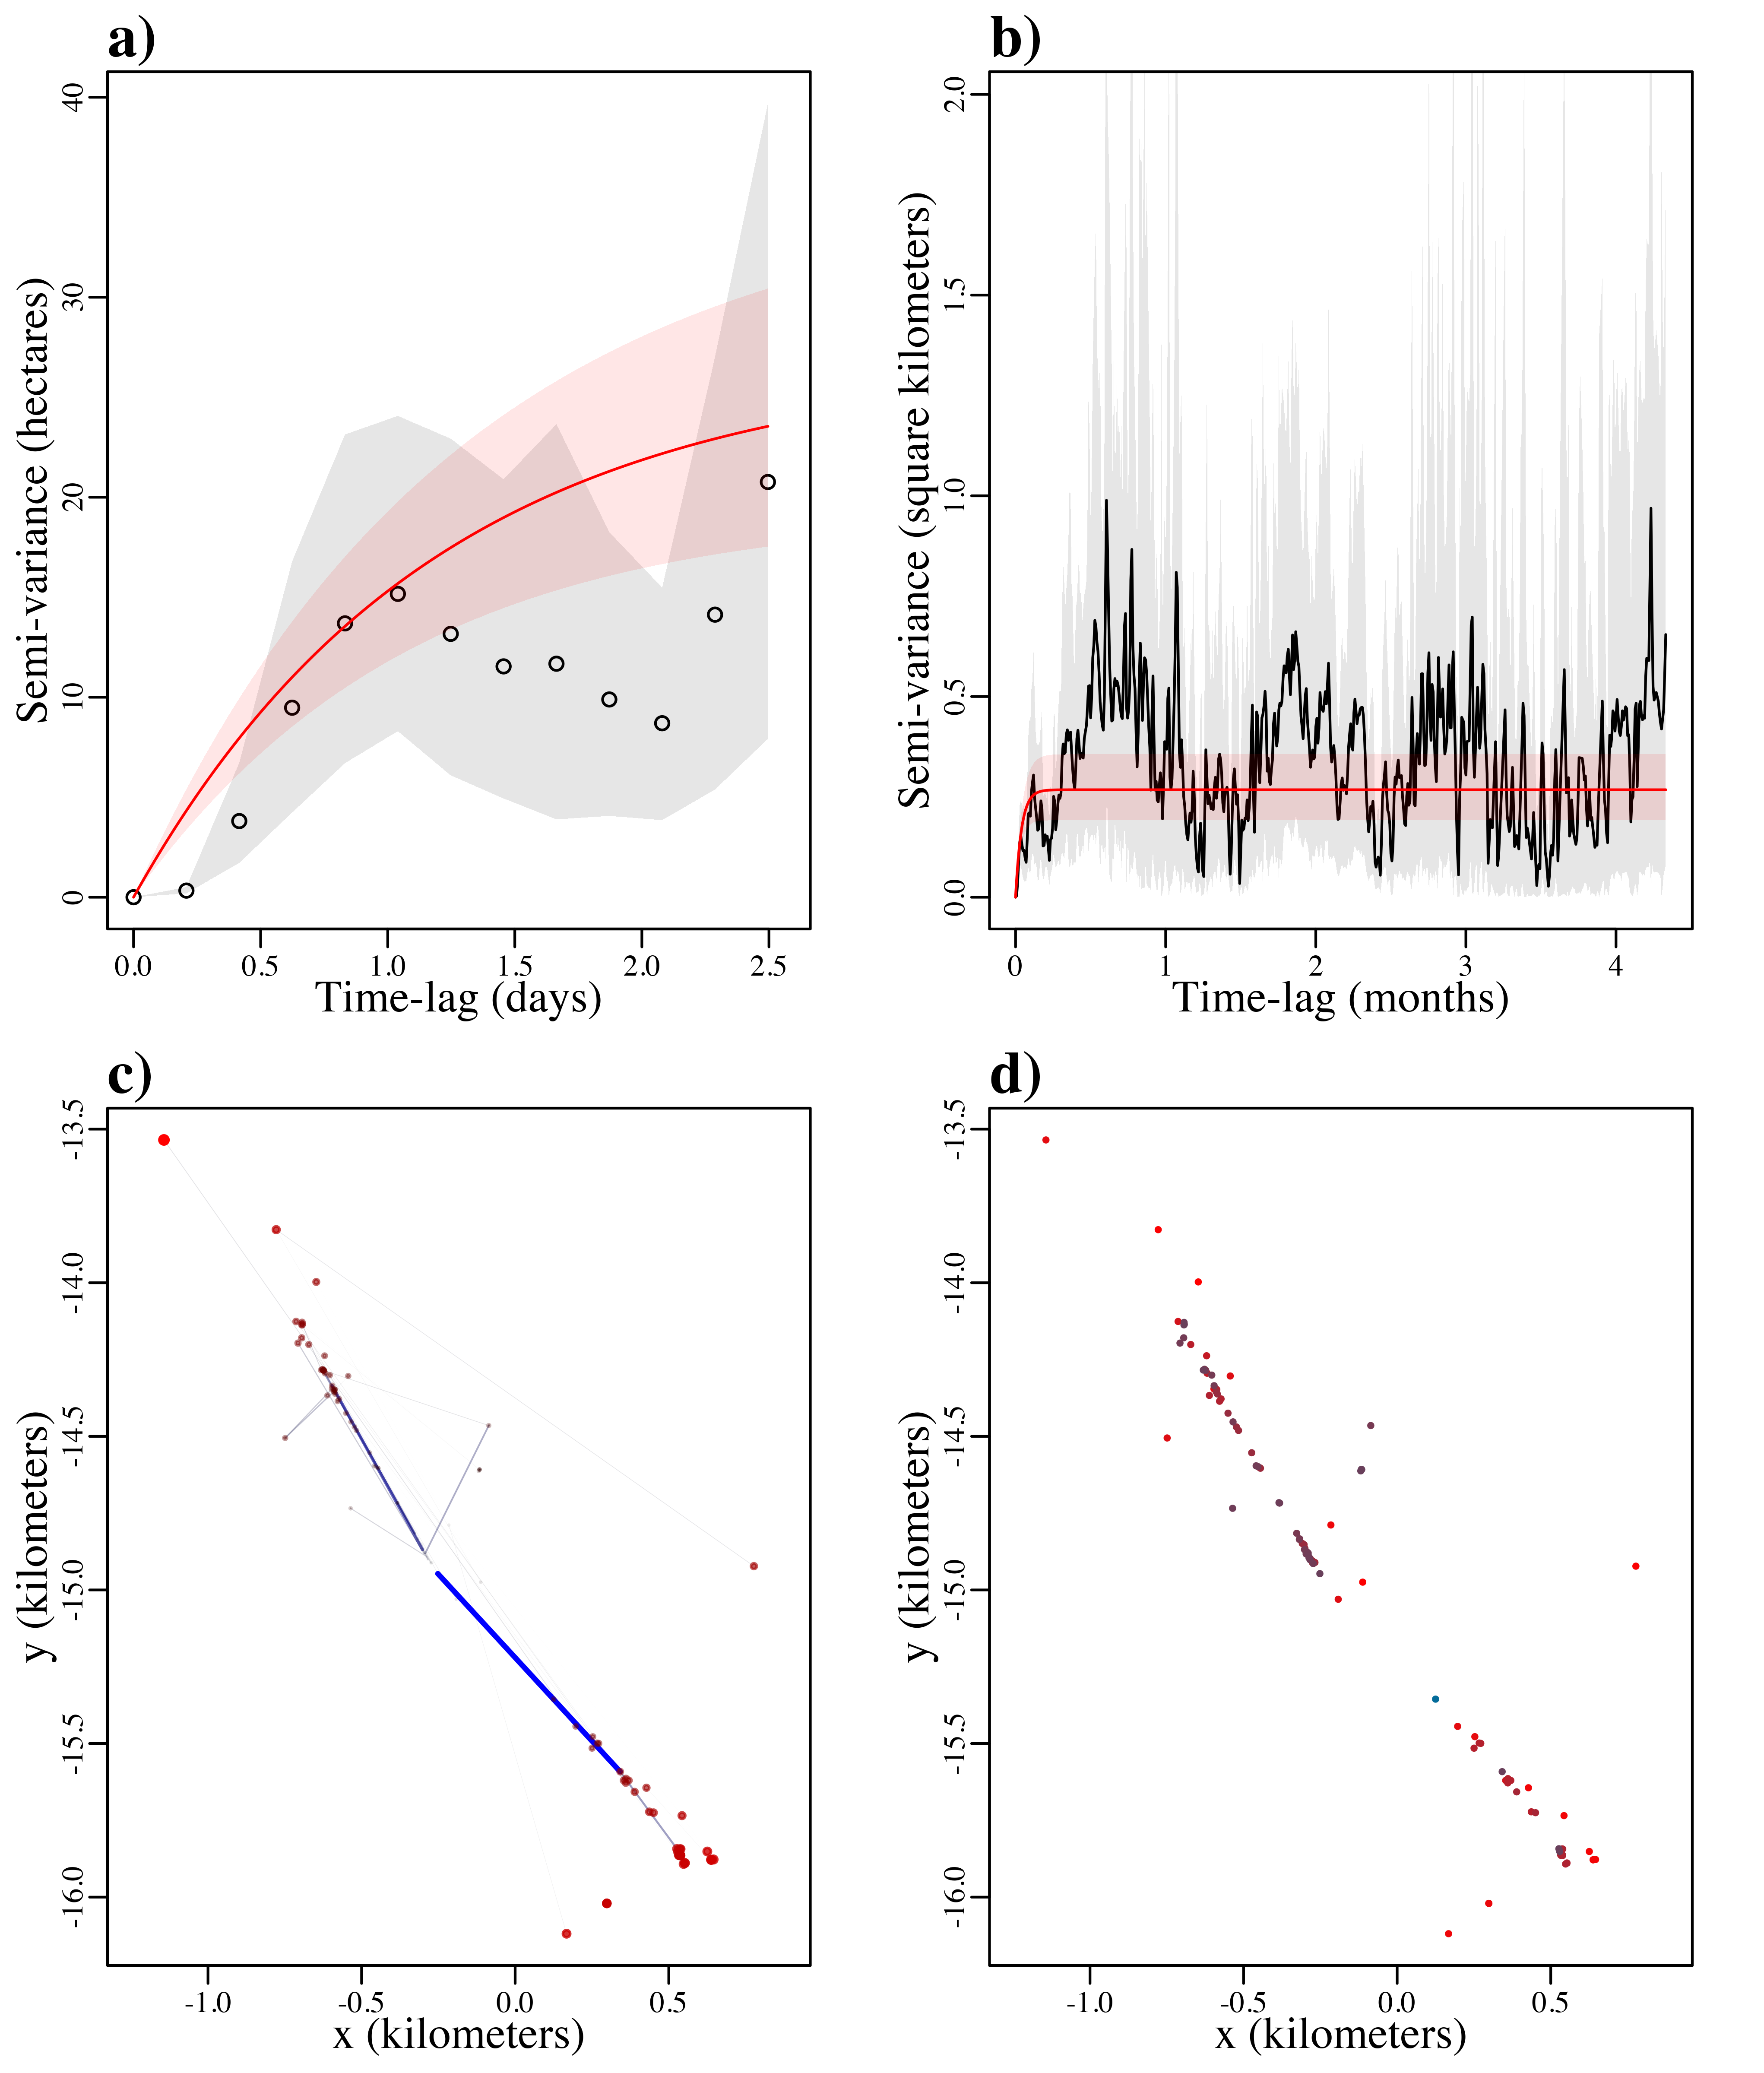 a)
Semi-variance (hectares)
40
30
20
10
0
0.0 0.5 1.0 1.5 2.0 2.5
Time-lag (days)
b)
Semi-variance (square kilometers)
2.0
1.5
1.0
0.5
0.0
0 1 2 3 4
Time-lag (months)
c)
y (kilometers)
-13.5
-14.0
-14.5
-15.0
-15.5
-16.0
-1.0 -0.5 0.0 0.5
x (kilometers)
d)
y (kilometers)
-13.5
-14.0
-14.5
-15.0
-15.5
-16.0
-1.0 -0.5 0.0 0.5
x (kilometers)